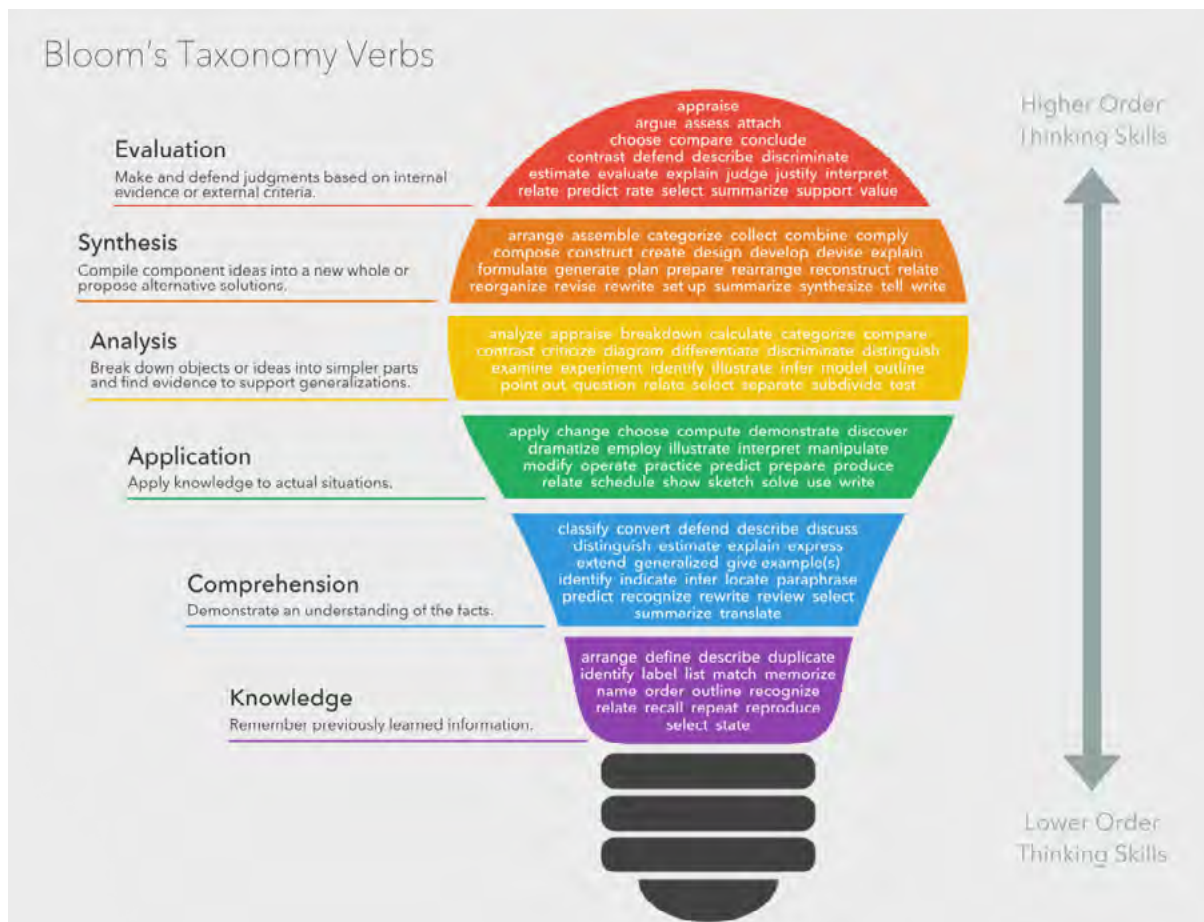 Bloom's Taxonomy Verbs
Higher Order
Thinking Skills
Evaluation
Make and defend judgments based on internal
evidence or external criteria.
appraise
argue assess attach
choose compare conclude
contrast defend describe discriminate
estimate evaluate explain judge justify interpret
relate predict rate select summarize support value
Synthesis
Compile component ideas into a new whole or
propose alternative solutions.
arrange assemble categorize collect combine comply
compose construct create design develop devise explain
formulate generate plan prepare rearrange reconstruct relate
reorganize revise rewrite set up summarize synthesize tell write
Analysis
Break down objects or ideas into simpler parts
and find evidence to support generalizations.
analyze appraise breakdown calculate categorize compare
contrast criticize diagram differentiate discriminate distinguish
examine experiment identify illustrate infer model outline
point out question relate select separate subdivide test
Application
Apply knowledge to actual situations.
apply change choose compute demonstrate discover
dramatize employ illustrate interpret manipulate
modify operate practice predict prepare produce
relate schedule show sketch solve use write
Comprehension
Demonstrate an understanding of the facts.
classify convert defend describe discuss
distinguish estimate explain express
extend generalized give example(s)
identify indicate infer locate paraphrase
predict recognize rewrite review select
summarize translate
Knowledge
Remember previously learned information.
arrange define describe duplicate
identify label list match memorize
name order outline recognize
relate recall repeat reproduce
select state
Lower Order
Thinking Skills